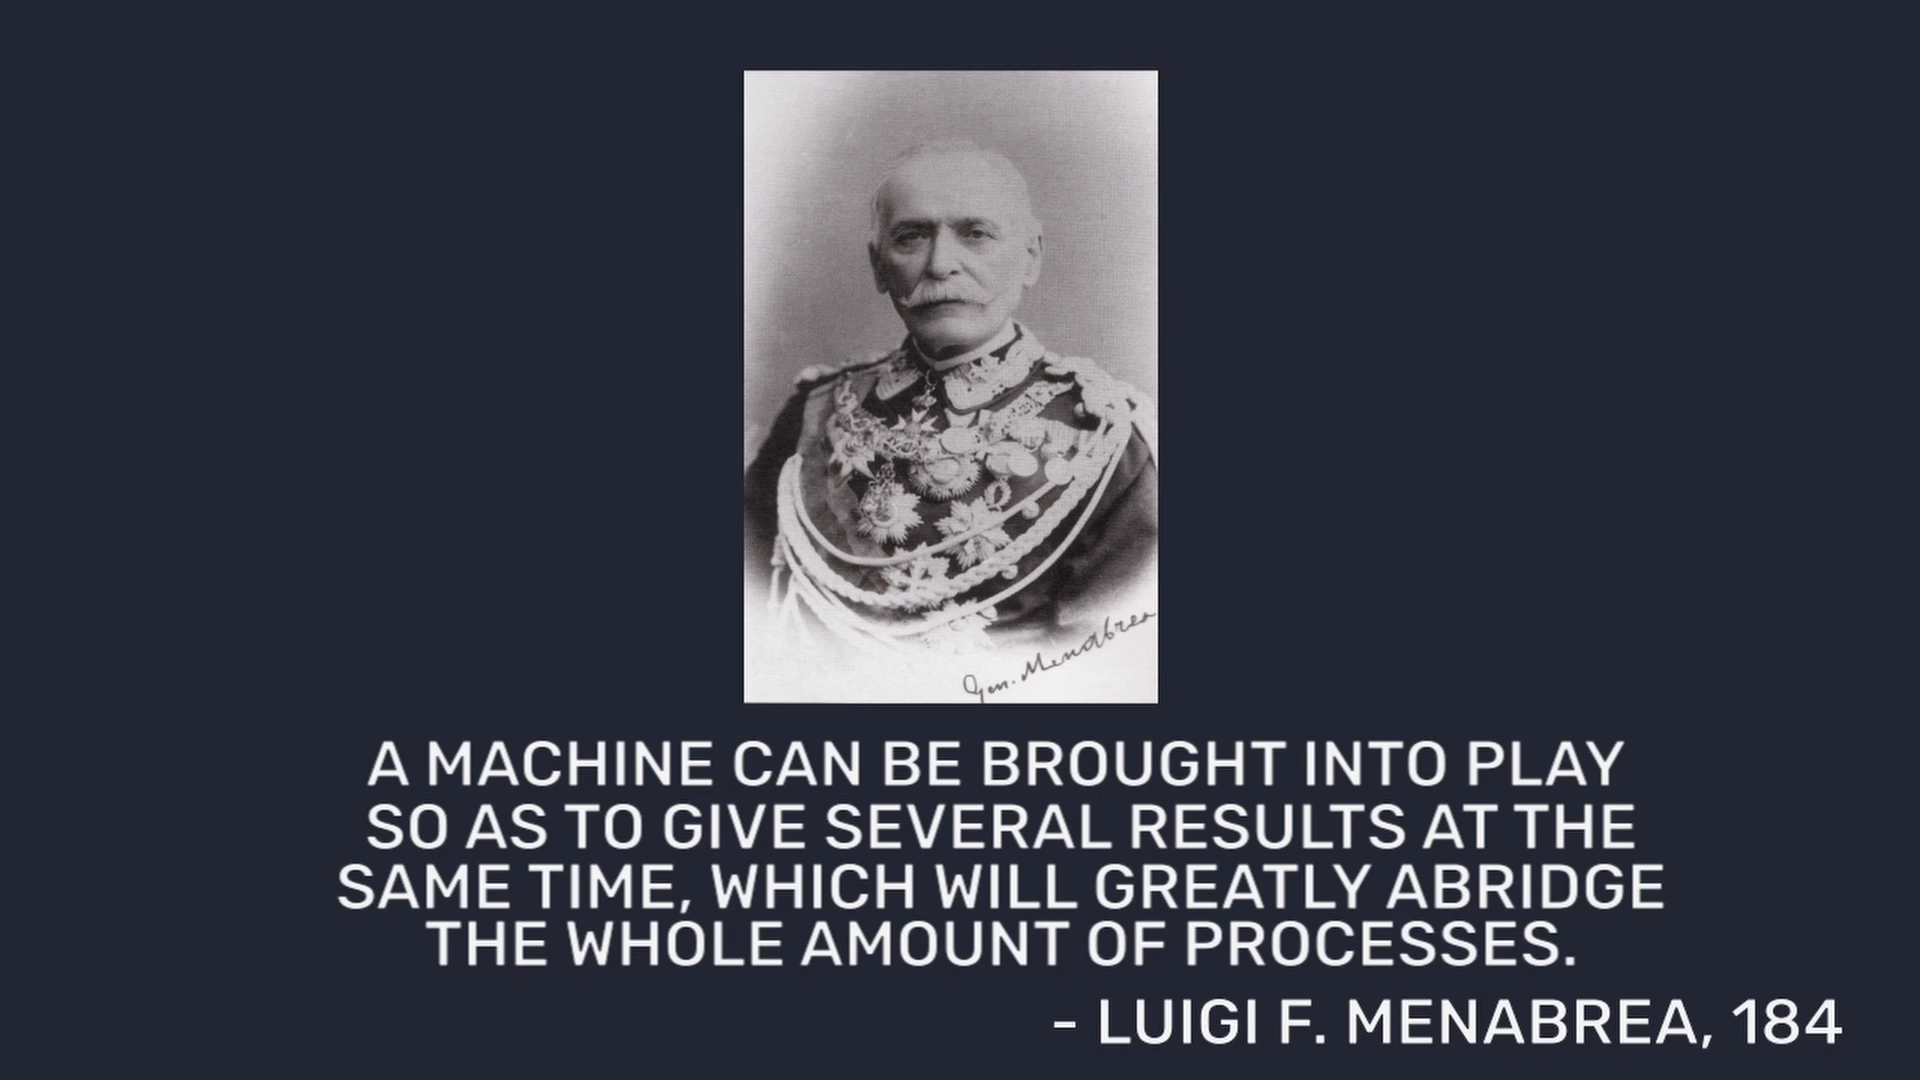 Gen. Menabrea
A MACHINE CAN BE BROUGHT INTO PLAY
SO AS TO GIVE SEVERAL RESULTS AT THE
SAME TIME, WHICH WILL GREATLY ABRIDGE
THE WHOLE AMOUNT OF PROCESSES.
- LUIGI F. MENABREA, 184